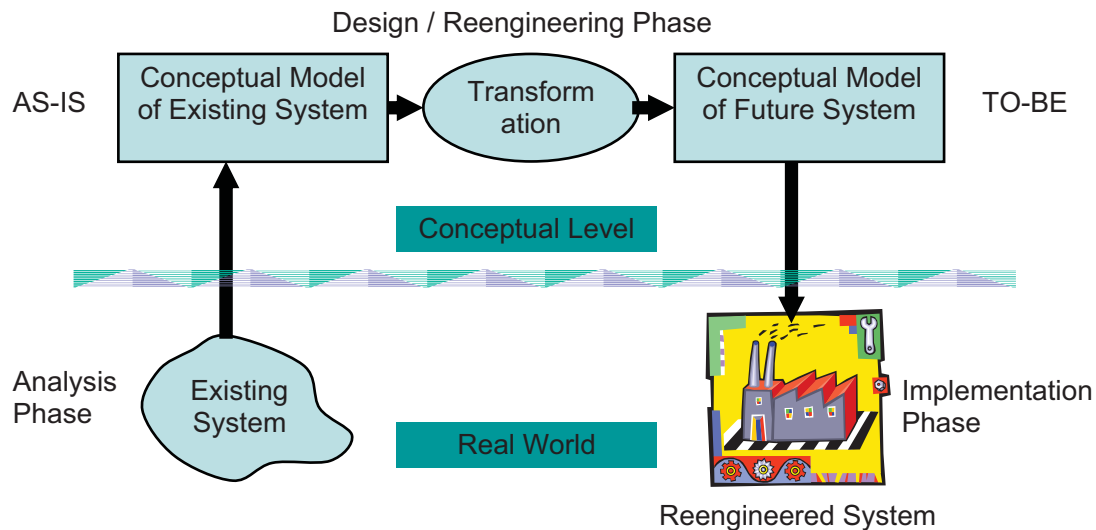 Design / Reengineering Phase
AS-IS
Conceptual Model
of Existing System
Transform
ation
Conceptual Model
of Future System
TO-BE
Conceptual Level
Analysis
Phase
Existing
System
Real World
Implementation
Phase
Reengineered System